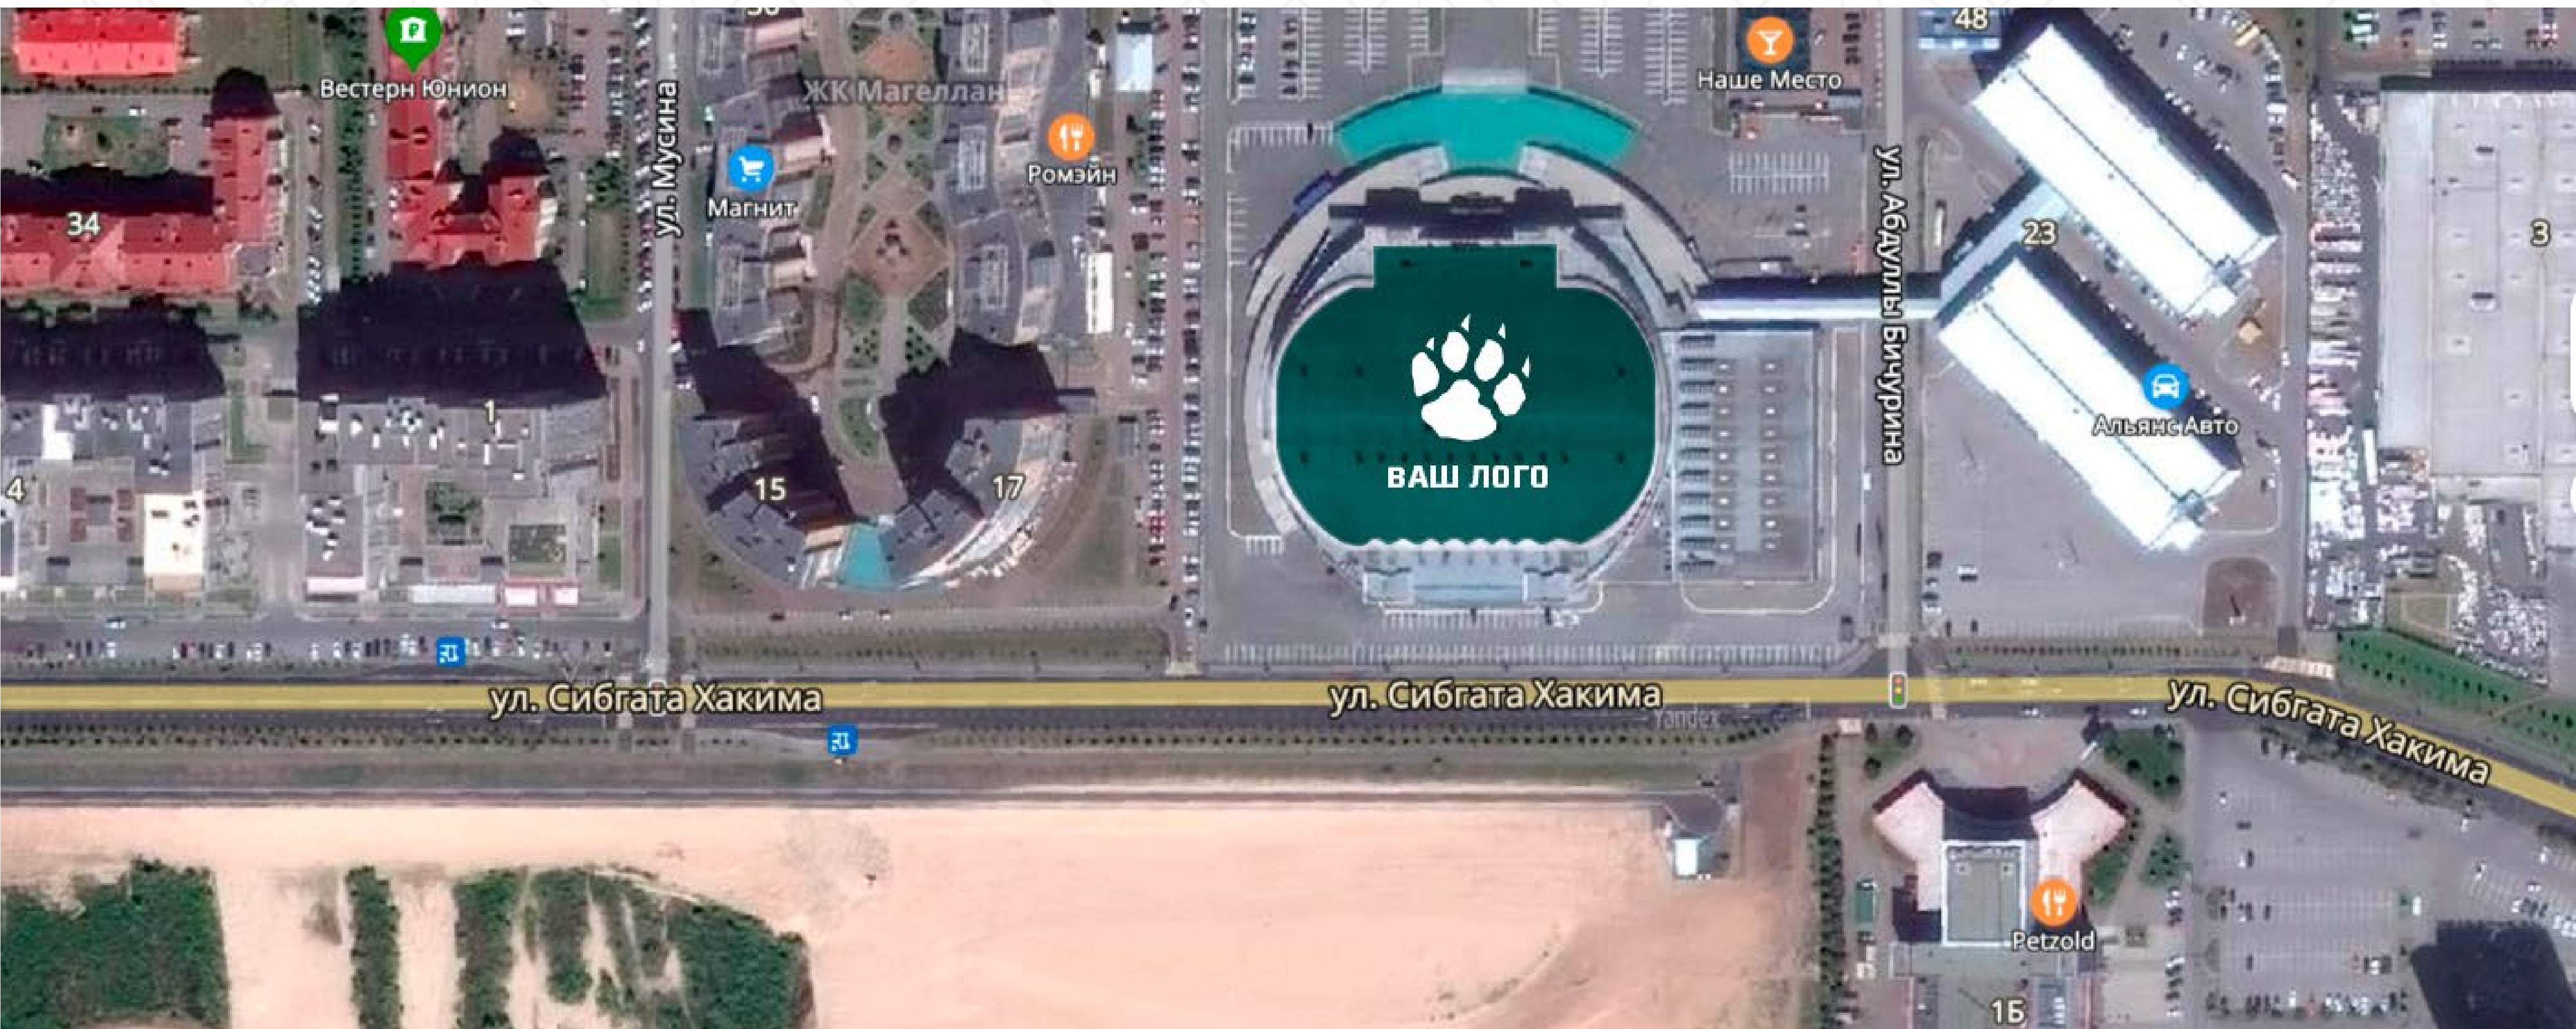 48
Вестерн Юнион
ЖК Магеллан
Наше Место
ул. Мусина
Ромэйн
Магнит
34
ул. Абдуллы Бичурина
23
3
1
Альянс Авто
4
15
17
ВАШ ЛОГО
ул. Сибгата Хакима
ул. Сибгата Хакима
ул. Сибгата Хакима
Yandex
Petzold
1Б